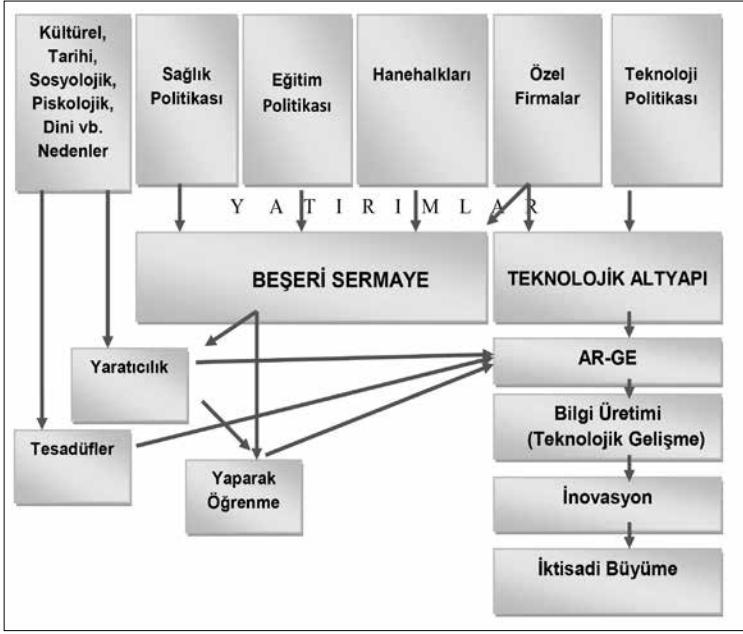 Kültürel,
Tarihi,
Sosyolojik,
Piskolojik,
Dini vb.
Nedenler
Sağlık
Politikası
Eğitim
Politikası
Hanehalkları
Özel
Firmalar
Teknoloji
Politikası
Y A T I R I M L A R
BEŞERİ SERMAYE
TEKNOLOJİK ALTYAPI
Yaratıcılık
AR-GE
Tesadüfler
Bilgi Üretimi
(Teknolojik Gelişme)
Yaparak
Öğrenme
İnovasyon
İktisadi Büyüme